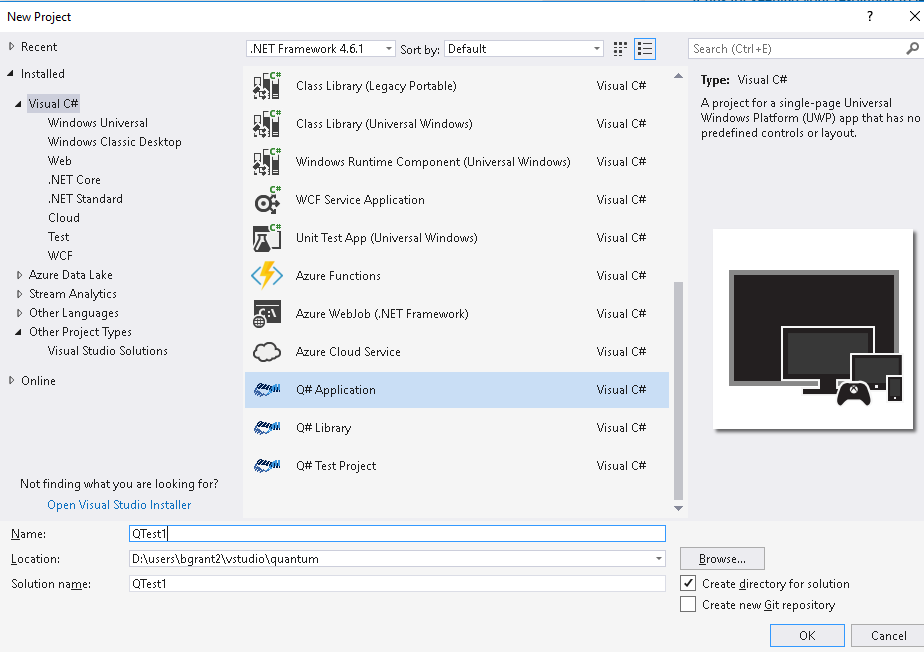 New Project
?
Recent
Installed
Visual C#
Windows Universal
Windows Classic Desktop
Web
.NET Core
.NET Standard
Cloud
Test
WCF
Azure Data Lake
Stream Analytics
Other Languages
Other Project Types
Visual Studio Solutions
Online
Not finding what you are looking for?
Open Visual Studio Installer
.NET Framework 4.6.1 Sort by: Default
Class Library (Legacy Portable) Visual C#
Class Library (Universal Windows) Visual C#
Windows Runtime Component (Universal Windows) Visual C#
WCF Service Application Visual C#
Unit Test App (Universal Windows) Visual C#
Azure Functions Visual C#
Azure WebJob (.NET Framework) Visual C#
Azure Cloud Service Visual C#
Q# Application Visual C#
Q# Library Visual C#
Q# Test Project Visual C#
Search (Ctrl+E)
Type: Visual C#
A project for a single-page Universal
Windows Platform (UWP) app that has no
predefined controls or layout.
Name: QTest1
Location: D:\users\bgrant2\vstudio\quantum
Browse...
Solution name: QTest1
Create directory for solution
Create new Git repository
OK Cancel